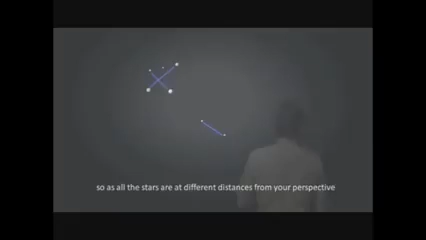 so as all the stars are at different distances from your perspective